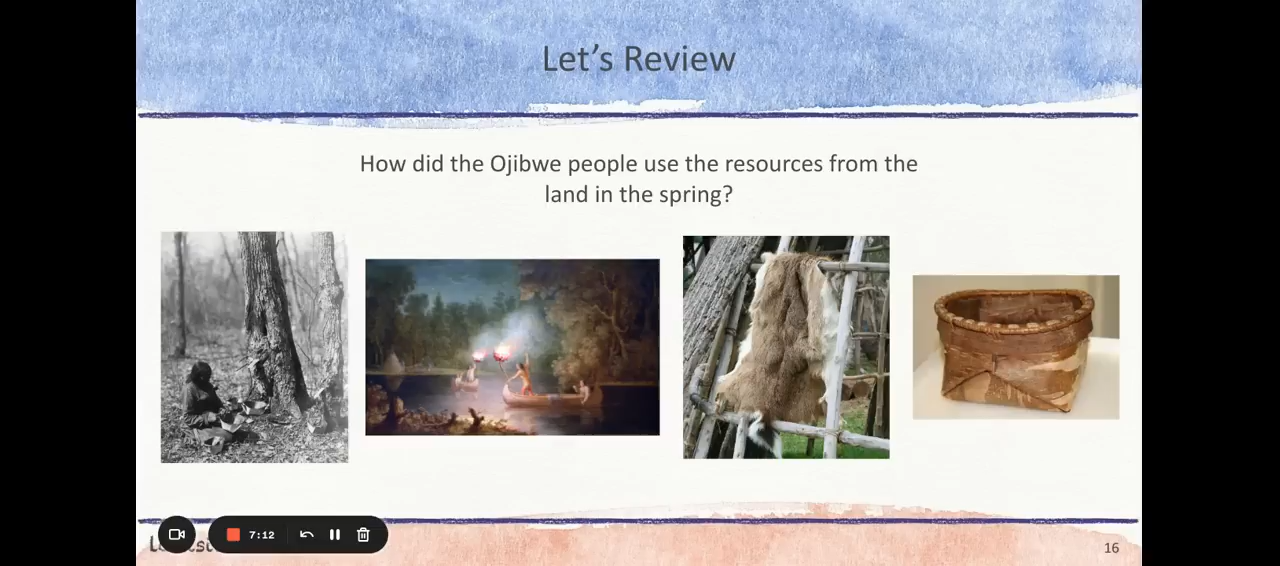 Let's Review
How did the Ojibwe people use the resources from the
land in the spring?
7:12
16